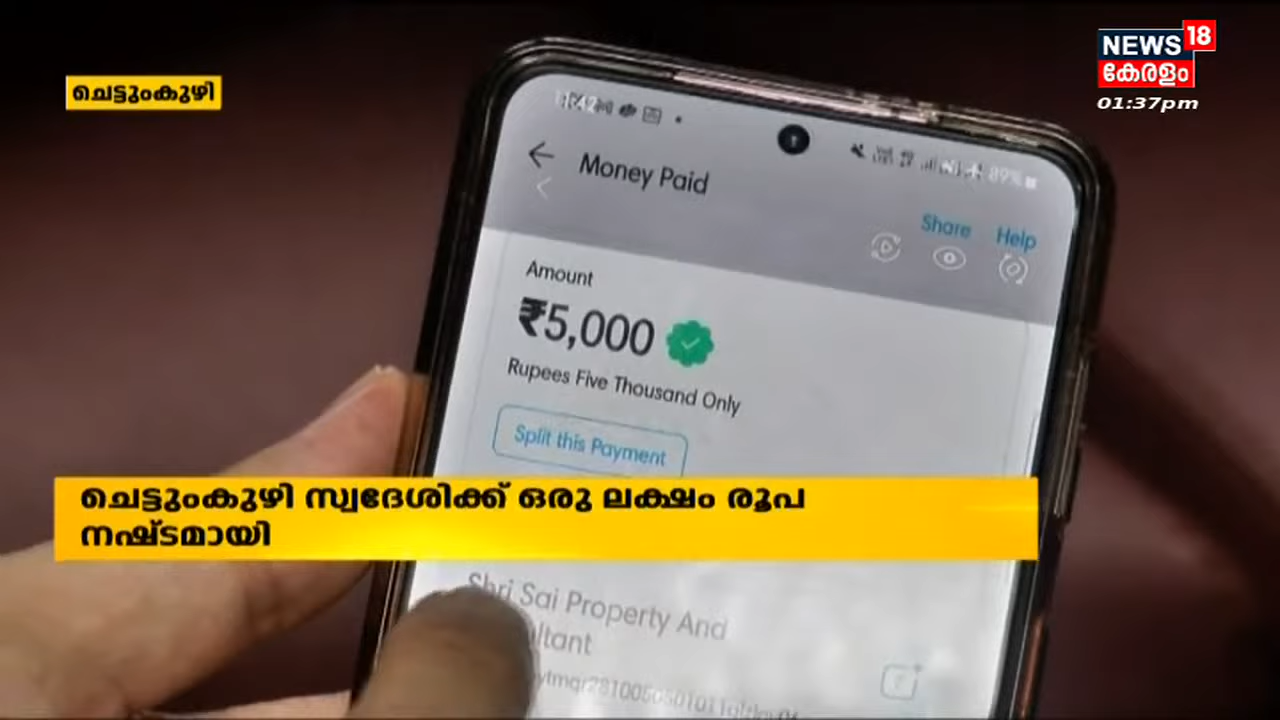 ചെട്ടുംകുഴി
NEWS 18
കേരളം
01:37pm
89%
Money Paid
Share Help
Amount
₹5,000
Rupees Five Thousand Only
Split this Payment
ചെട്ടുംകുഴി സ്വദേശിക്ക് ഒരു ലക്ഷം രൂപ
നഷ്ടമായി
Shri Sai Property And